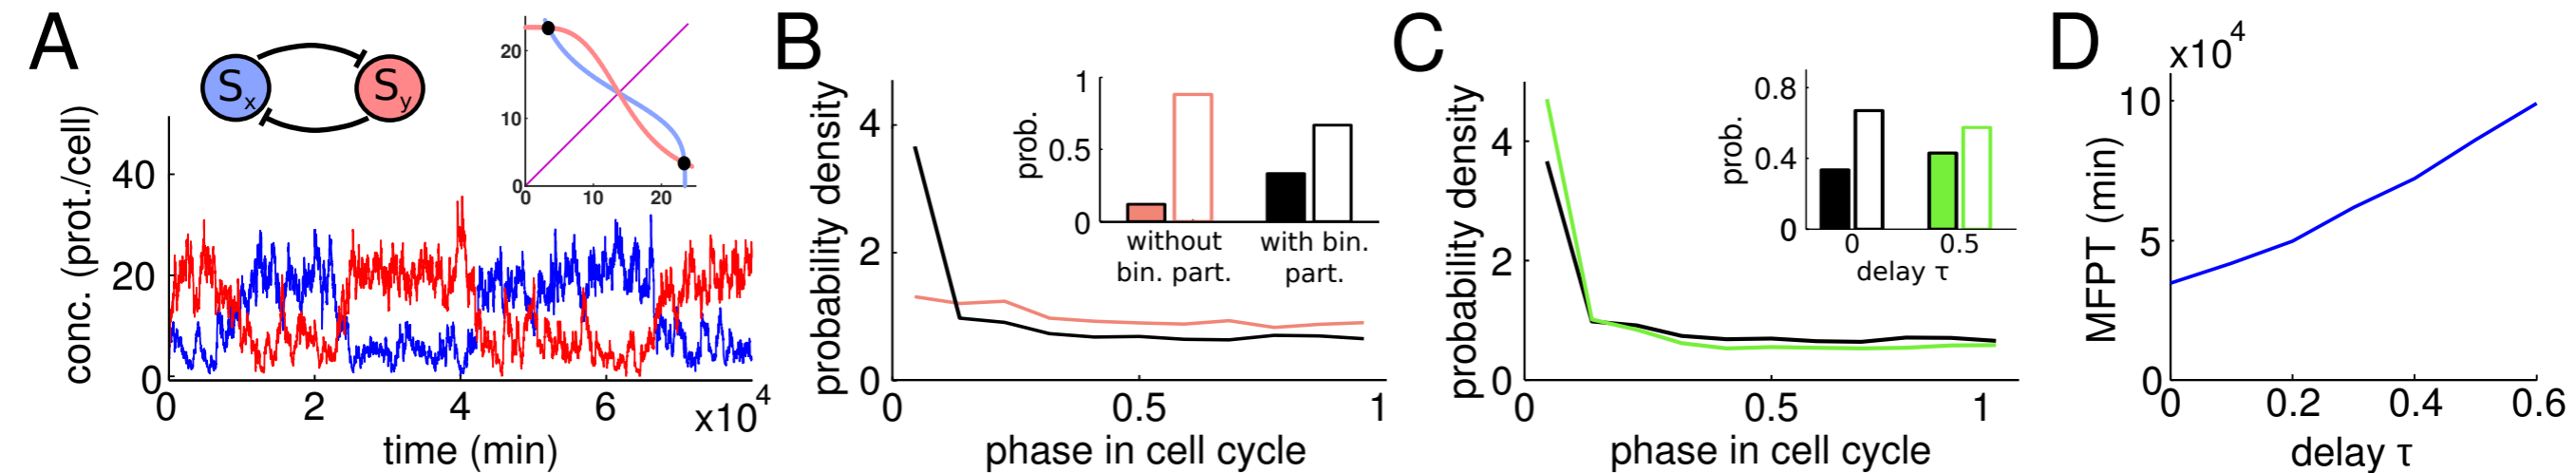 A
Sx
Sy
20
10
0
0
10
20
conc. (prot./cell)
40
20
0
0
2
4
6
x10^4
time (min)
B
probability density
4
2
0
0
0.5
1
phase in cell cycle
prob.
1
0.5
0
without
bin. part.
with bin.
part.
C
probability density
4
2
0
0
0.5
1
phase in cell cycle
prob.
0.8
0.4
0
0
0.5
delay τ
D
x10^4
MFPT (min)
10
5
0
0
0.2
0.4
0.6
delay τ